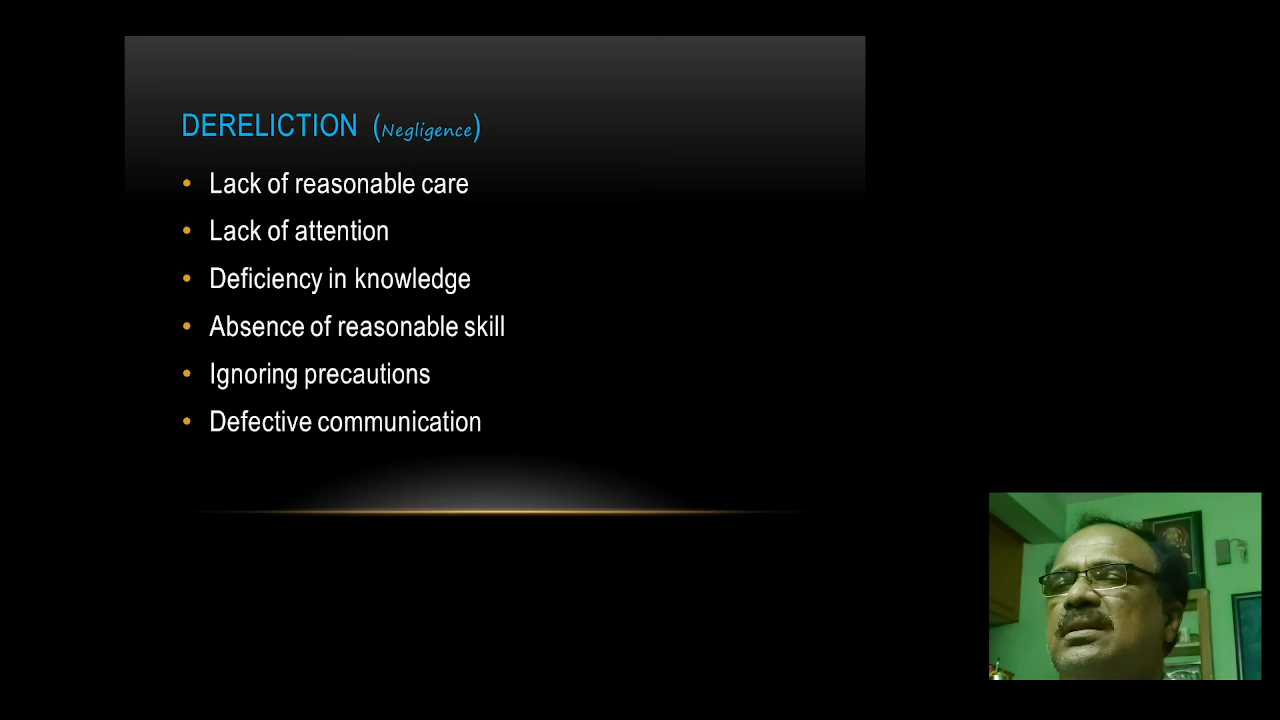 DERELICTION (Negligence)
• Lack of reasonable care
• Lack of attention
• Deficiency in knowledge
• Absence of reasonable skill
• Ignoring precautions
• Defective communication